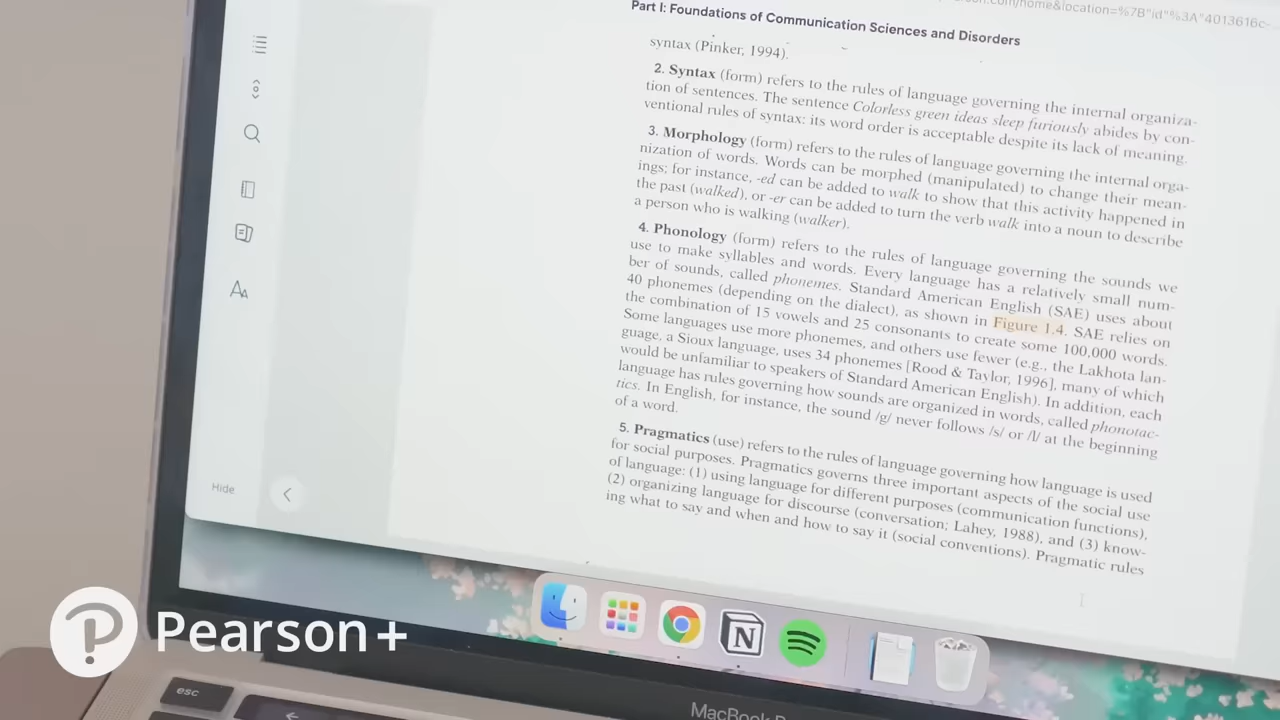 son.com/home&location=%7B"id"%3A"4013616c-
Part I: Foundations of Communication Sciences and Disorders
syntax (Pinker, 1994).
2. Syntax (form) refers to the rules of language governing the internal organiza-
tion of sentences. The sentence Colorless green ideas sleep furiously abides by con-
ventional rules of syntax: its word order is acceptable despite its lack of meaning.
3. Morphology (form) refers to the rules of language governing the internal orga-
nization of words. Words can be morphed (manipulated) to change their mean-
ings; for instance, -ed can be added to walk to show that this activity happened in
the past (walked), or -er can be added to turn the verb walk into a noun to describe
a person who is walking (walker).
4. Phonology (form) refers to the rules of language governing the sounds we
use to make syllables and words. Every language has a relatively small num-
ber of sounds, called phonemes. Standard American English (SAE) uses about
40 phonemes (depending on the dialect), as shown in Figure 1.4. SAE relies on
the combination of 15 vowels and 25 consonants to create some 100,000 words.
Some languages use more phonemes, and others use fewer (e.g., the Lakhota lan-
guage, a Sioux language, uses 34 phonemes [Rood & Taylor, 1996], many of which
would be unfamiliar to speakers of Standard American English). In addition, each
language has rules governing how sounds are organized in words, called phonotac-
tics. In English, for instance, the sound /g/ never follows /s/ or /l/ at the beginning
of a word.
5. Pragmatics (use) refers to the rules of language governing how language is used
for social purposes. Pragmatics governs three important aspects of the social use
of language: (1) using language for different purposes (communication functions),
(2) organizing language for discourse (conversation; Lahey, 1988), and (3) know-
ing what to say and when and how to say it (social conventions). Pragmatic rules
Hide
Pearson+
esc
MacBook